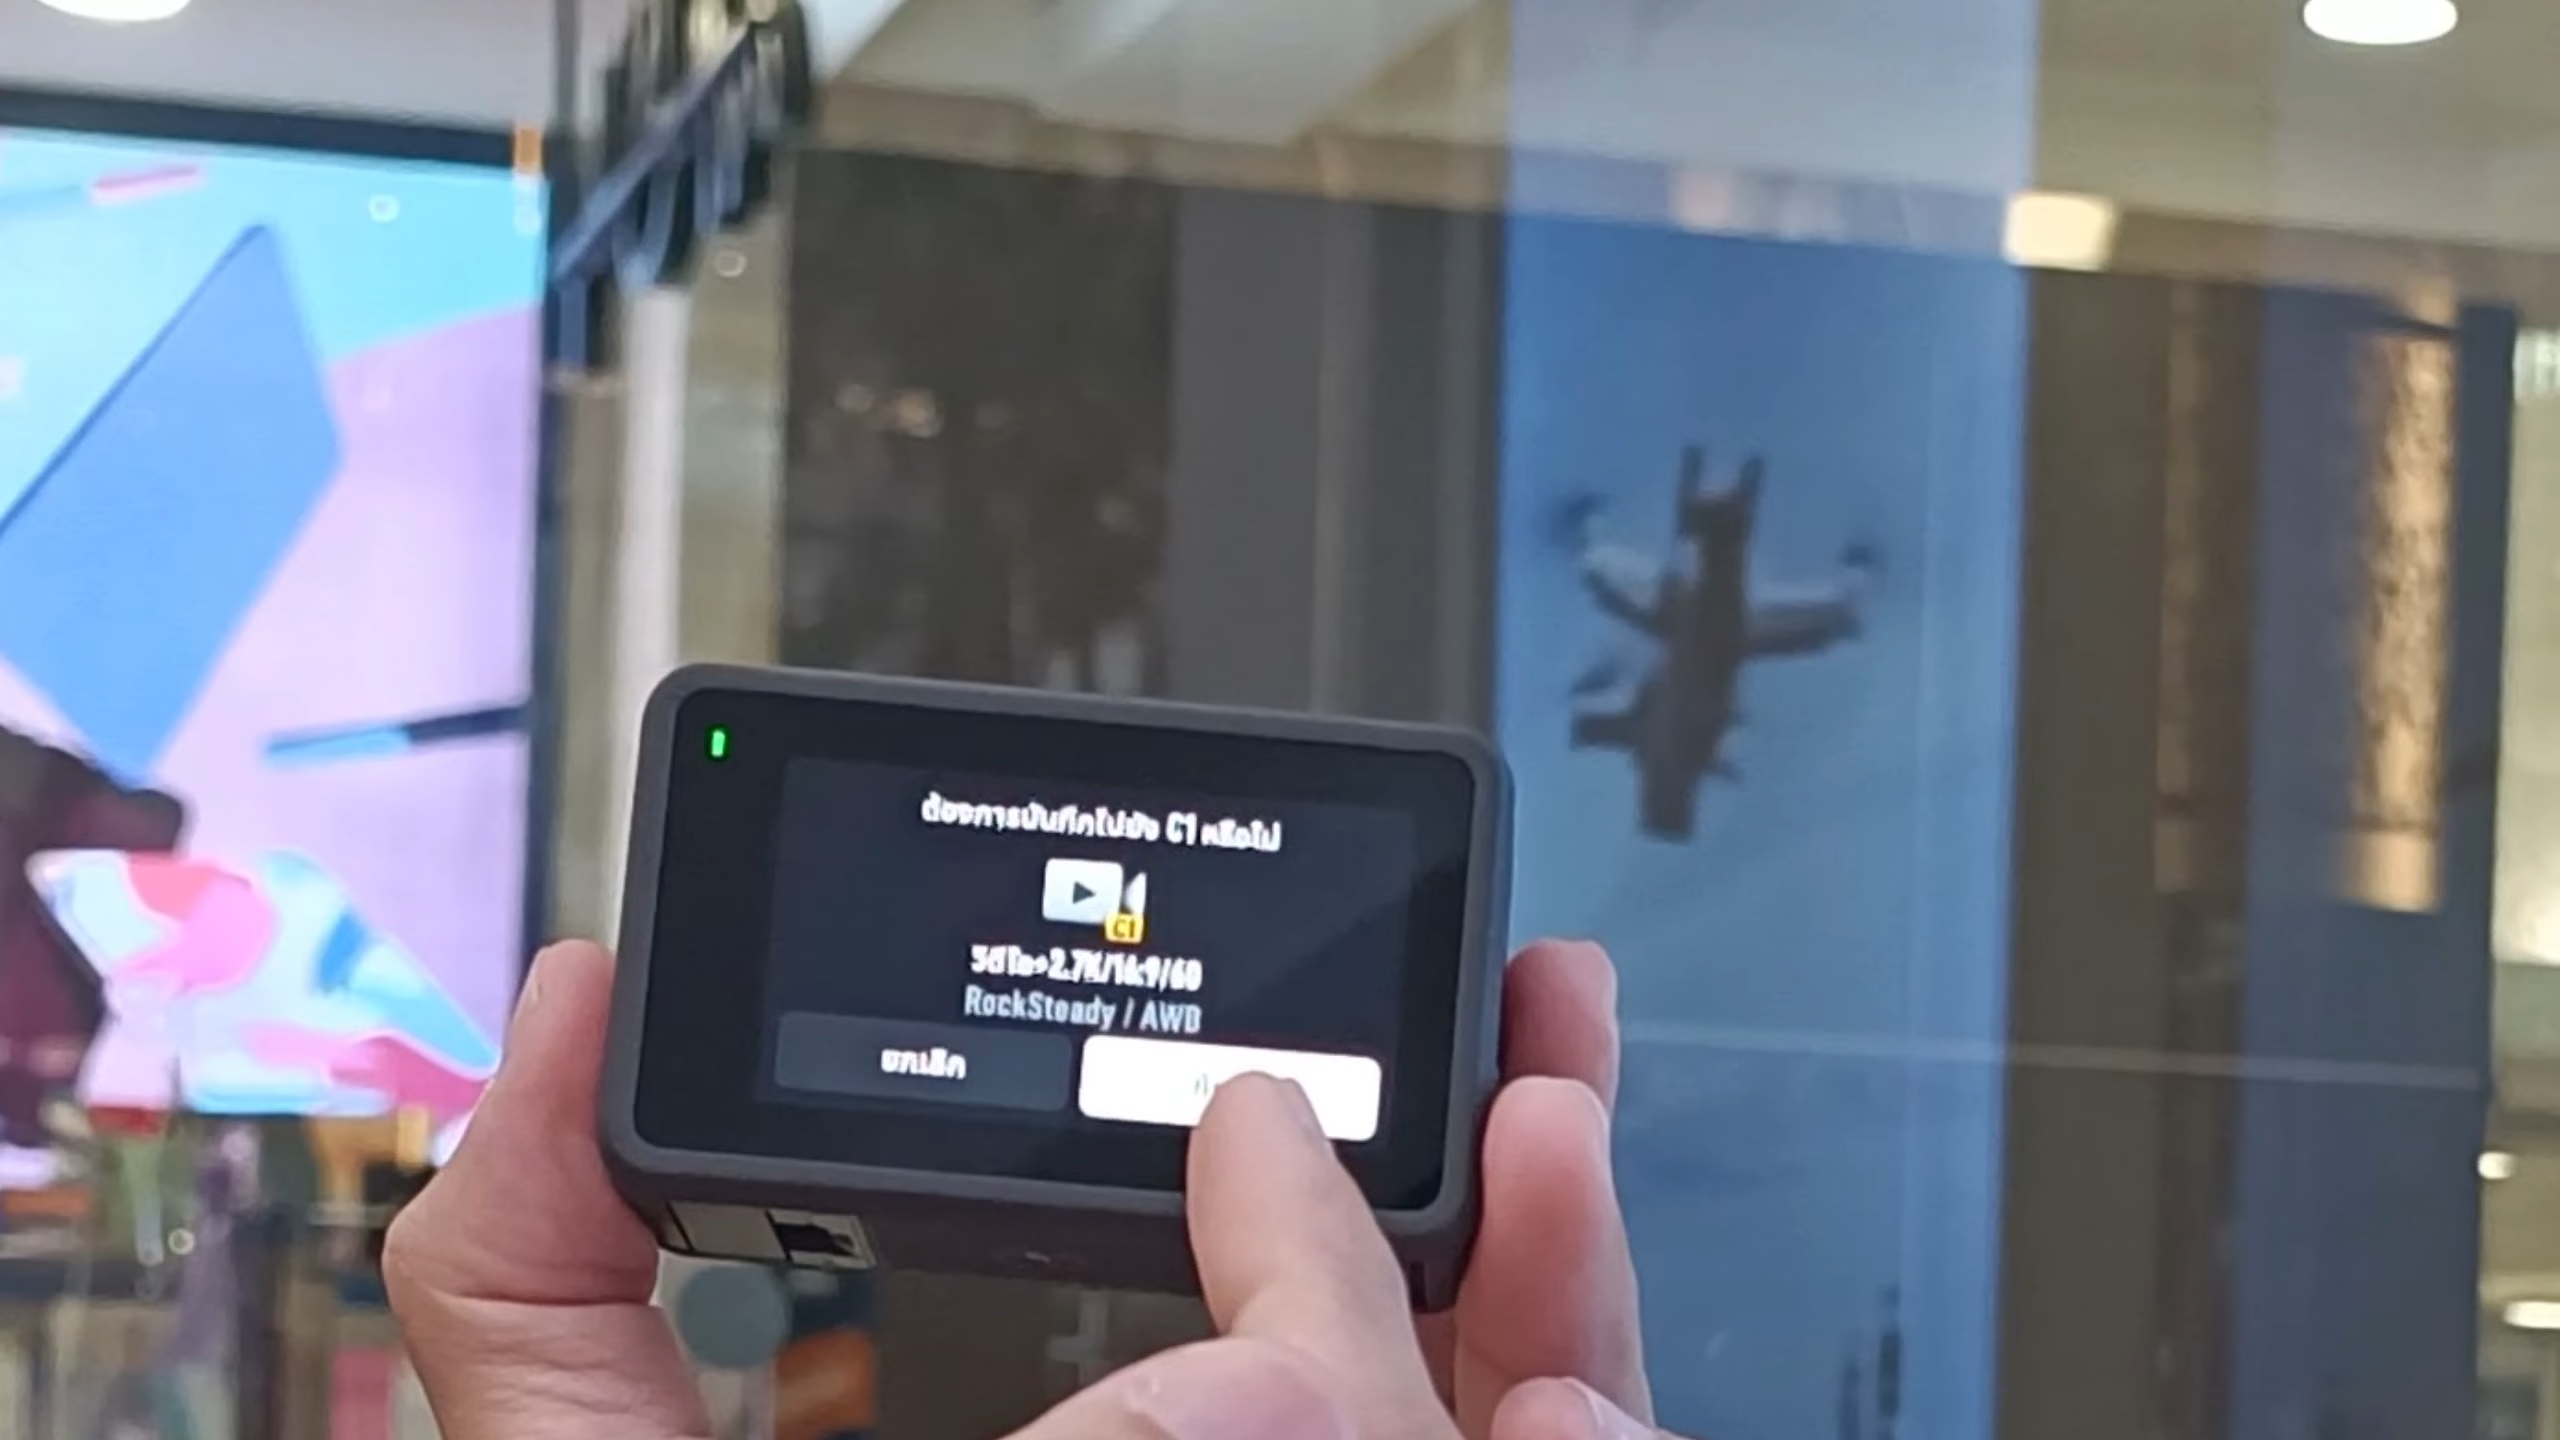 ต้องการบันทึกไปยัง C1 หรือไม่
C1
วิดีโอ>2.7K/16:9/60
RockSteady / AWB
ยกเลิก